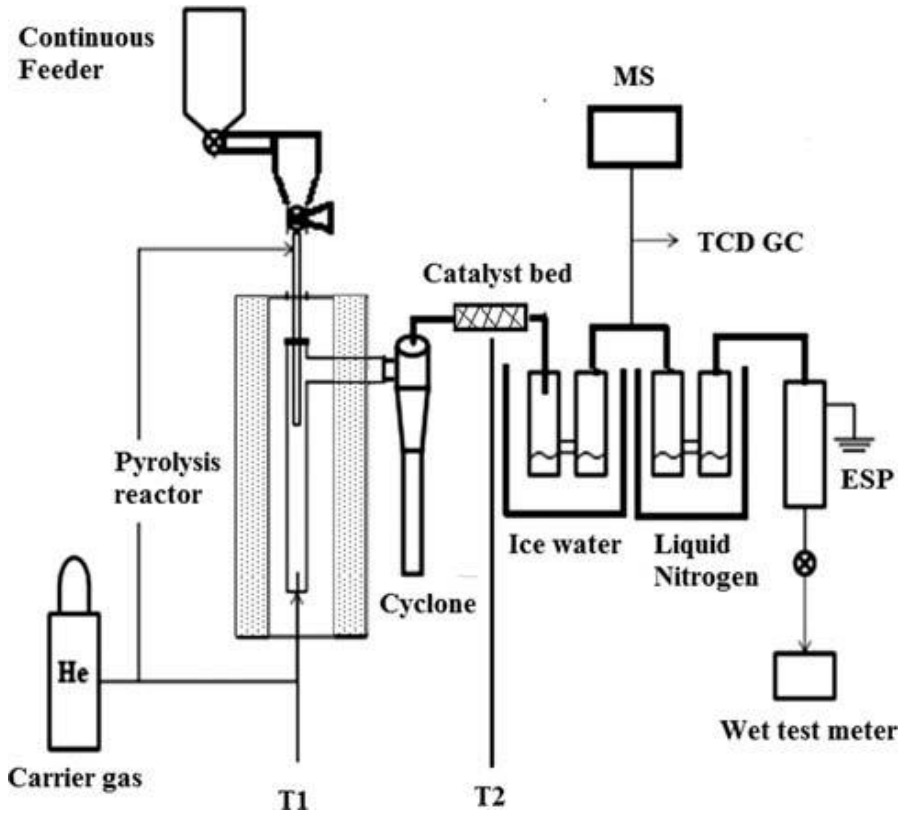 Continuous
Feeder
MS
TCD GC
Catalyst bed
Pyrolysis
reactor
ESP
Ice water
Liquid
Nitrogen
Cyclone
He
Wet test meter
Carrier gas
T1
T2